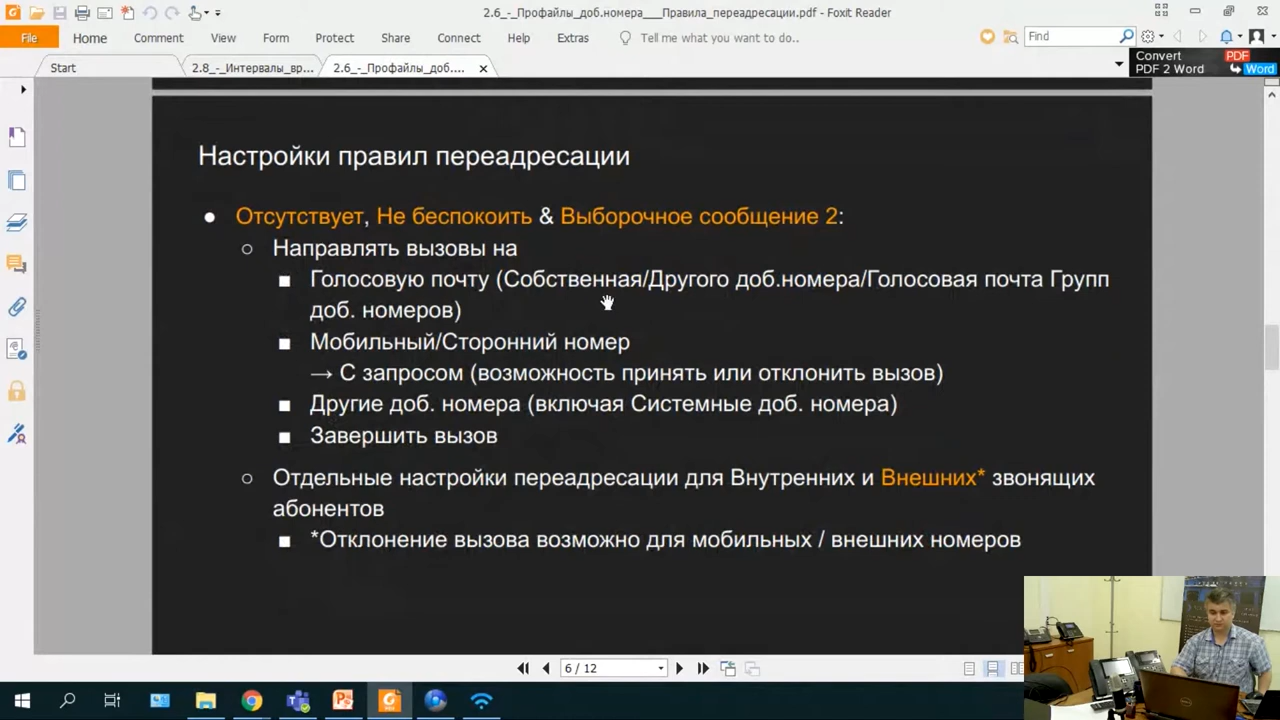 2.6_-_Профайлы_доб.номера___Правила_переадресации.pdf - Foxit Reader
File Home Comment View Form Protect Share Connect Help Extras Tell me what you want to do.. Find
Convert PDF
PDF 2 Word Word
Start 2.8_-_Интервалы_вр... 2.6_-_Профайлы_доб....
Настройки правил переадресации
● Отсутствует, Не беспокоить & Выборочное сообщение 2:
○ Направлять вызовы на
■ Голосовую почту (Собственная/Другого доб.номера/Голосовая почта Групп
доб. номеров)
■ Мобильный/Сторонний номер
→ С запросом (возможность принять или отклонить вызов)
■ Другие доб. номера (включая Системные доб. номера)
■ Завершить вызов
○ Отдельные настройки переадресации для Внутренних и Внешних* звонящих
абонентов
■ *Отклонение вызова возможно для мобильных / внешних номеров
6 / 12